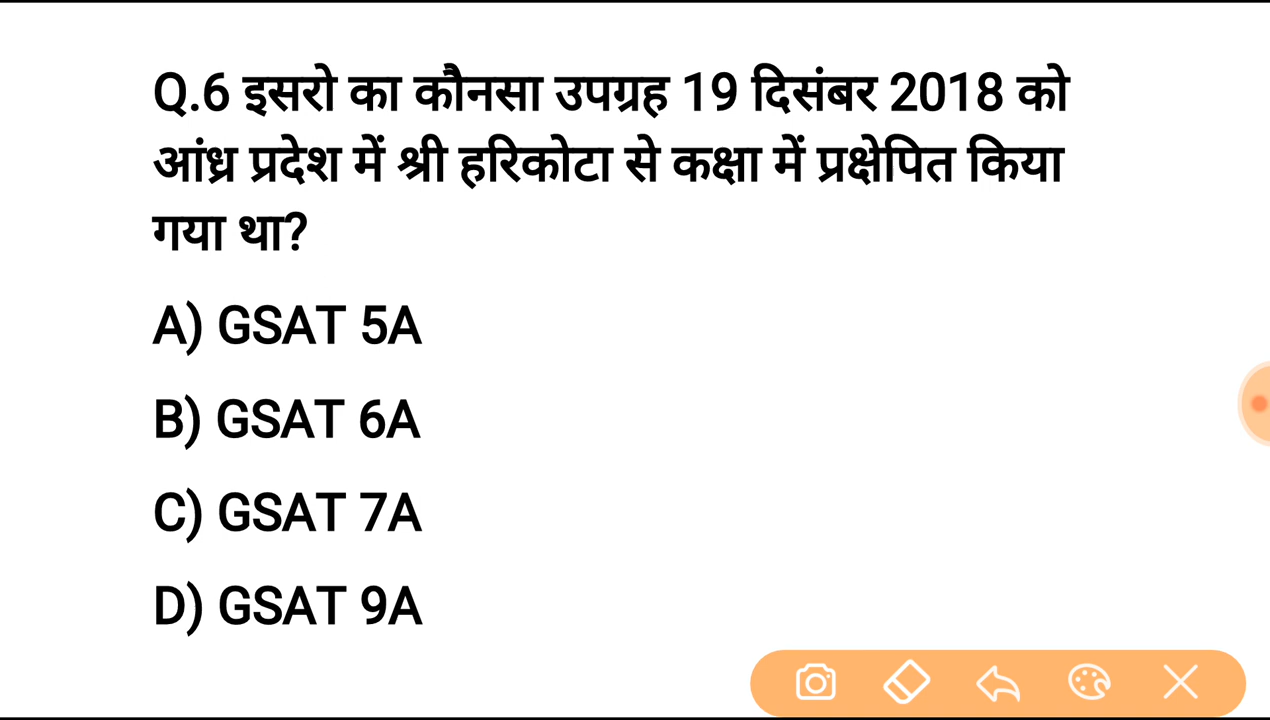 Q.6 इसरो का कौनसा उपग्रह 19 दिसंबर 2018 को
आंध्र प्रदेश में श्री हरिकोटा से कक्षा में प्रक्षेपित किया
गया था?
A) GSAT 5A
B) GSAT 6A
C) GSAT 7A
D) GSAT 9A